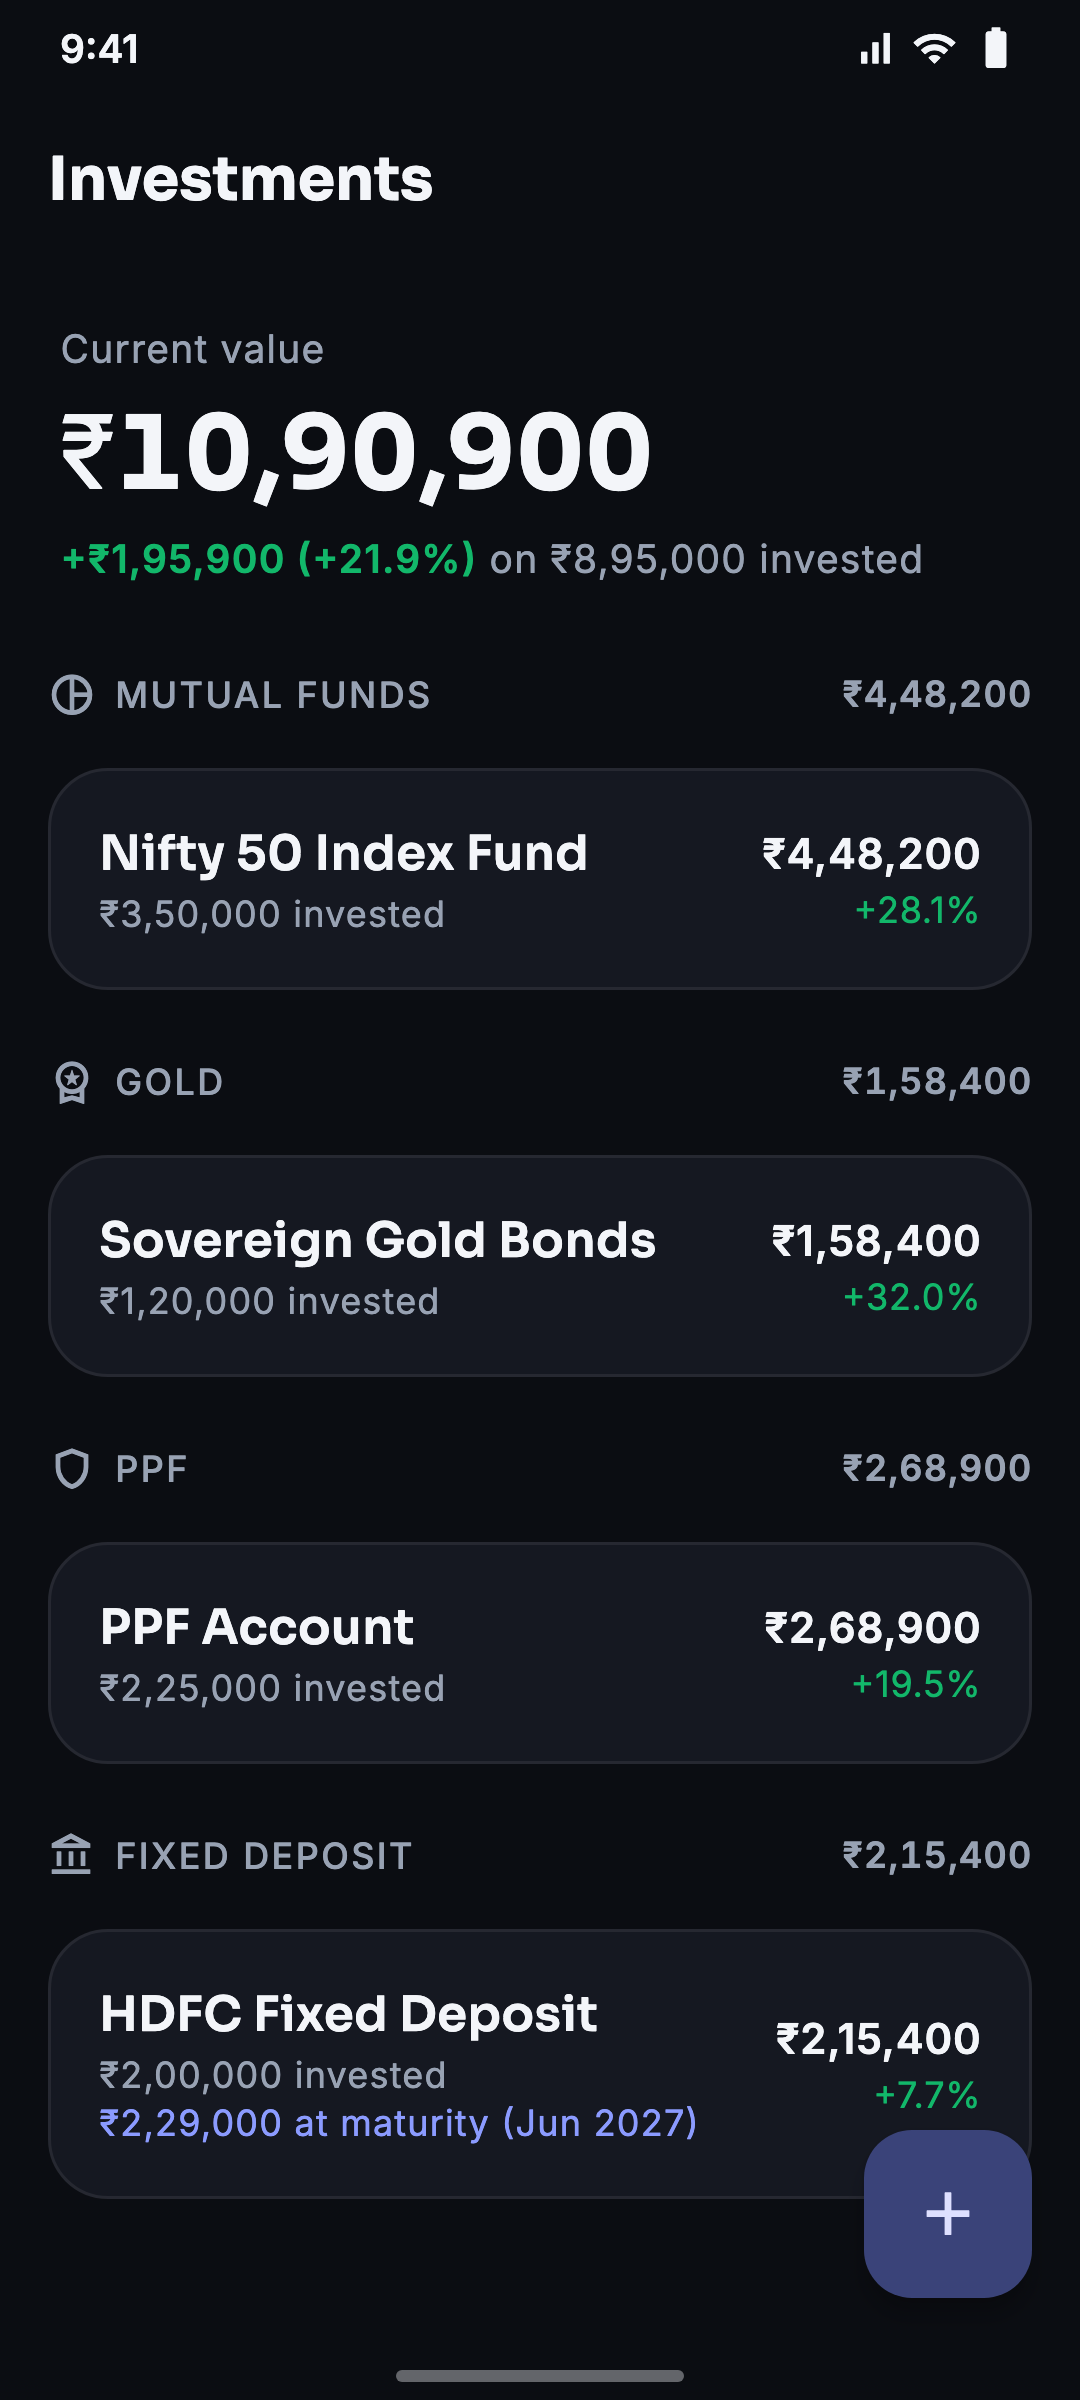 9:41
Investments
Current value
₹10,90,900
+₹1,95,900 (+21.9%) on ₹8,95,000 invested
MUTUAL FUNDS ₹4,48,200
Nifty 50 Index Fund ₹4,48,200
₹3,50,000 invested +28.1%
GOLD ₹1,58,400
Sovereign Gold Bonds ₹1,58,400
₹1,20,000 invested +32.0%
PPF ₹2,68,900
PPF Account ₹2,68,900
₹2,25,000 invested +19.5%
FIXED DEPOSIT ₹2,15,400
HDFC Fixed Deposit ₹2,15,400
₹2,00,000 invested +7.7%
₹2,29,000 at maturity (Jun 2027)
+